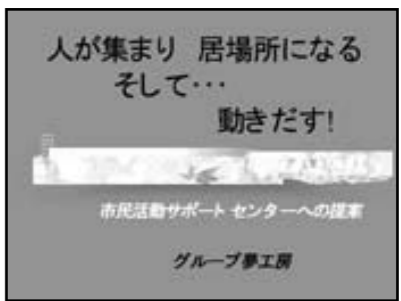 人が集まり 居場所になる
そして･･･
動きだす!
市民活動サポート センターへの提案
グループ夢工房